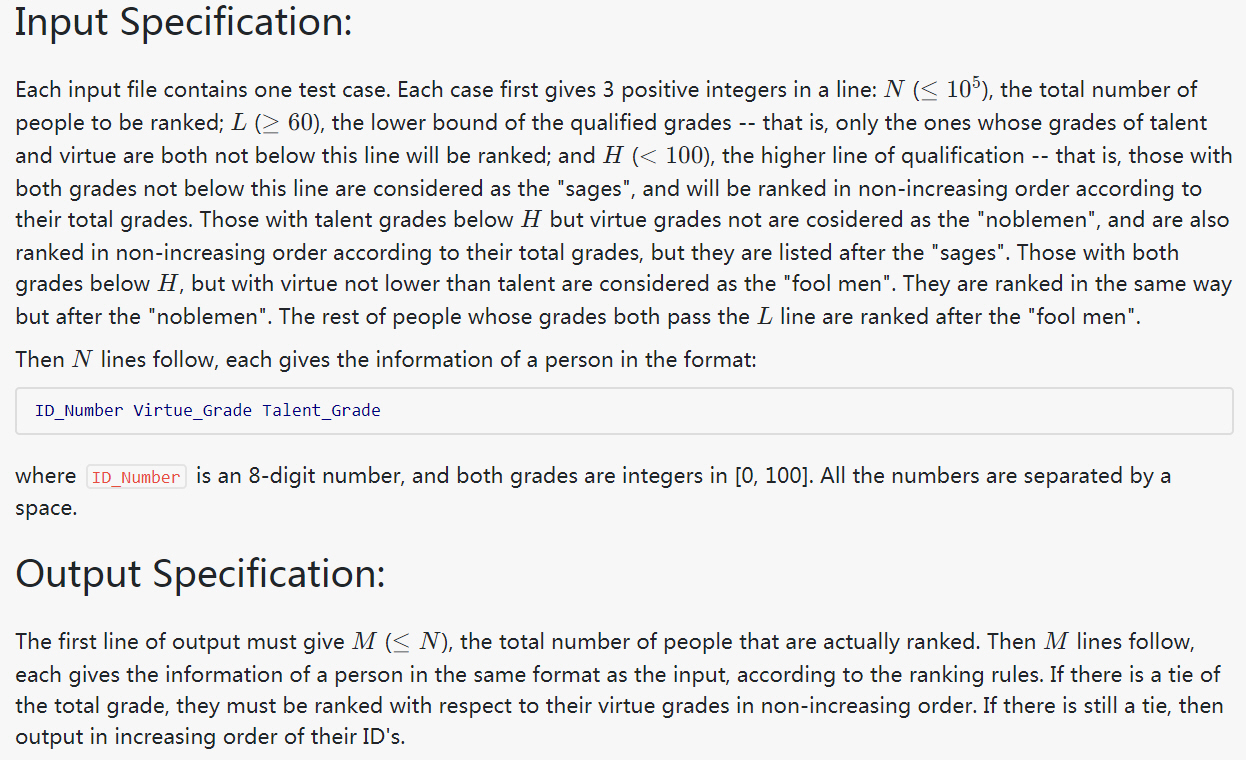 Input Specification:
Each input file contains one test case. Each case first gives 3 positive integers in a line: N (≤ 10^5), the total number of
people to be ranked; L (≥ 60), the lower bound of the qualified grades -- that is, only the ones whose grades of talent
and virtue are both not below this line will be ranked; and H (< 100), the higher line of qualification -- that is, those with
both grades not below this line are considered as the "sages", and will be ranked in non-increasing order according to
their total grades. Those with talent grades below H but virtue grades not are cosidered as the "noblemen", and are also
ranked in non-increasing order according to their total grades, but they are listed after the "sages". Those with both
grades below H, but with virtue not lower than talent are considered as the "fool men". They are ranked in the same way
but after the "noblemen". The rest of people whose grades both pass the L line are ranked after the "fool men".
Then N lines follow, each gives the information of a person in the format:
ID_Number Virtue_Grade Talent_Grade
where ID_Number is an 8-digit number, and both grades are integers in [0, 100]. All the numbers are separated by a
space.
Output Specification:
The first line of output must give M (≤ N), the total number of people that are actually ranked. Then M lines follow,
each gives the information of a person in the same format as the input, according to the ranking rules. If there is a tie of
the total grade, they must be ranked with respect to their virtue grades in non-increasing order. If there is still a tie, then
output in increasing order of their ID's.